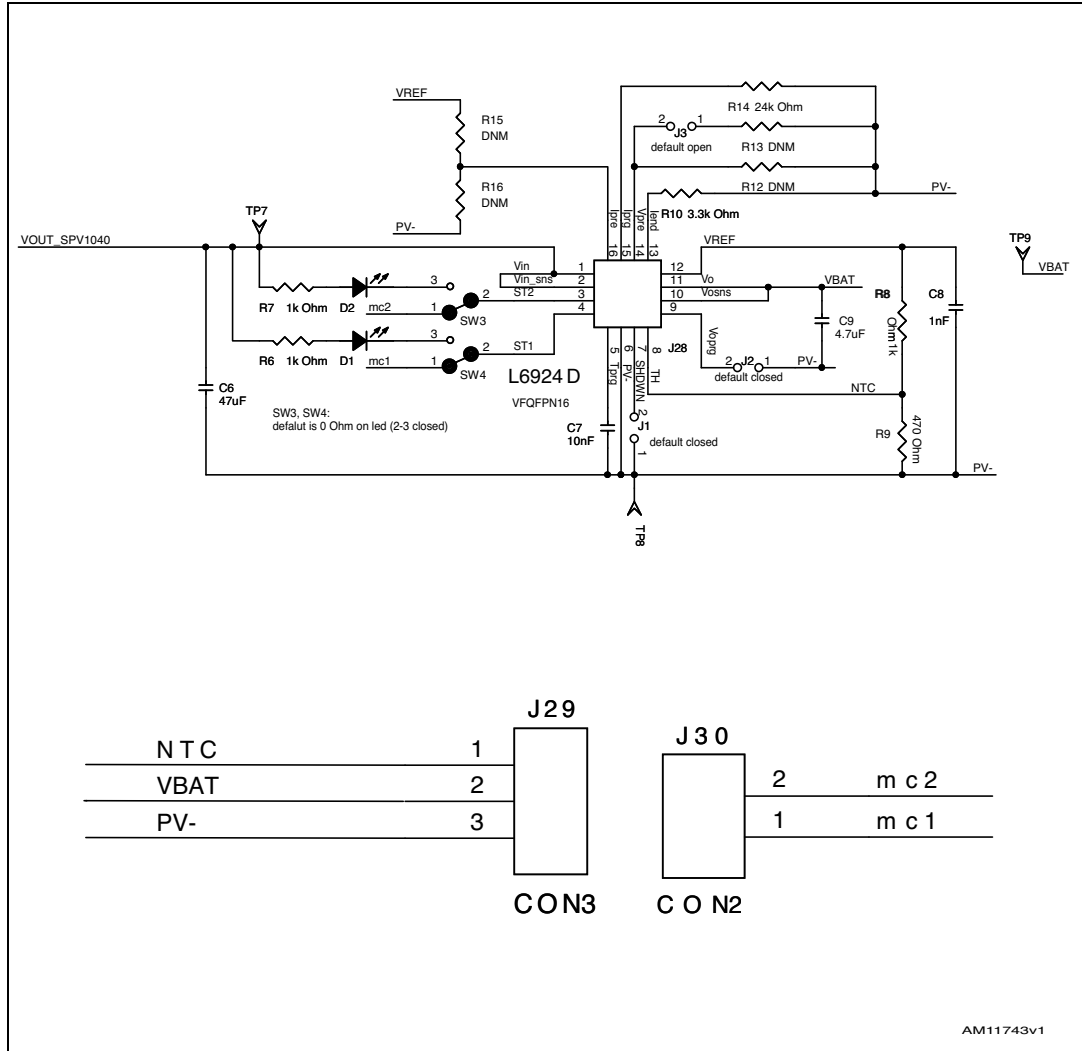 VREF
R15
DNM
R16
DNM
PV-
R14 24k Ohm
2 1
J3
default open
R13 DNM
R12 DNM
PV-
R10 3.3k Ohm
TP7
VOUT_SPV1040
Ipre
Iprg
Vpre
Iend
16
15
14
13
VREF
TP9
VBAT
Vin
1
12
Vin_sns
2
11
Vo
VBAT
ST2
3
10
Vosns
4
9
R7 1k Ohm D2
3
mc2
1
2
SW3
R6 1k Ohm D1
3
mc1
1
2
SW4
ST1
L6924 D
VFQFPN16
C6
47uF
SW3, SW4:
defalut is 0 Ohm on led (2-3 closed)
5
6
7
8
Tprg
PV-
SHDWN
TH
J28
Voprg
2 J2 1
default closed
PV-
C9
4.7uF
R8
Ohm1k
C8
1nF
NTC
R9
470 Ohm
PV-
C7
10nF
2
J1
1
default closed
TP8
J29
NTC 1
VBAT 2
PV- 3
CON3
J30
2 mc2
1 mc1
CON2
AM11743v1